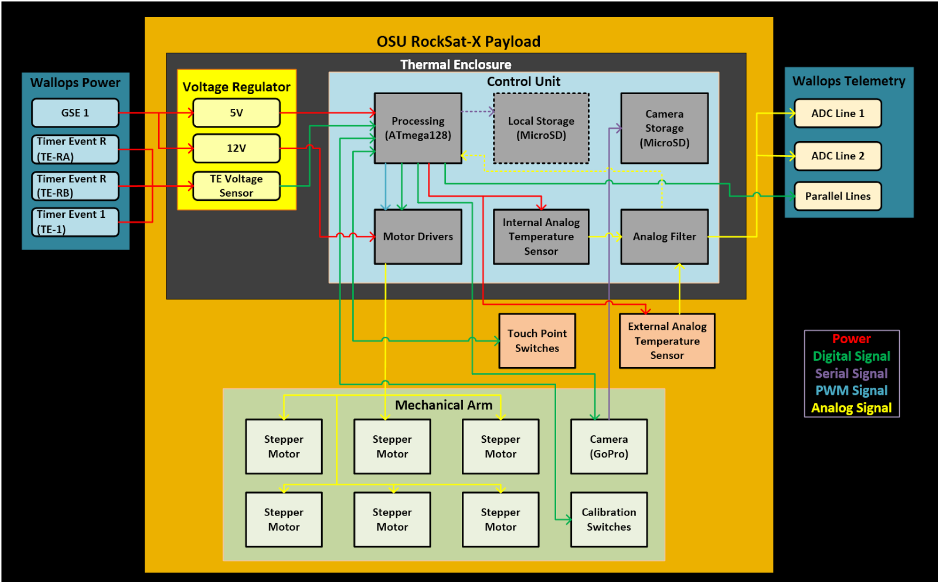 OSU RockSat-X Payload
Thermal Enclosure
Wallops Power
GSE 1
Timer Event R
(TE-RA)
Timer Event R
(TE-RB)
Timer Event 1
(TE-1)
Voltage Regulator
5V
12V
TE Voltage
Sensor
Control Unit
Processing
(ATmega128)
Local Storage
(MicroSD)
Camera
Storage
(MicroSD)
Motor Drivers
Internal Analog
Temperature
Sensor
Analog Filter
Wallops Telemetry
ADC Line 1
ADC Line 2
Parallel Lines
Touch Point
Switches
External Analog
Temperature
Sensor
Power
Digital Signal
Serial Signal
PWM Signal
Analog Signal
Mechanical Arm
Stepper
Motor
Stepper
Motor
Stepper
Motor
Camera
(GoPro)
Stepper
Motor
Stepper
Motor
Stepper
Motor
Calibration
Switches